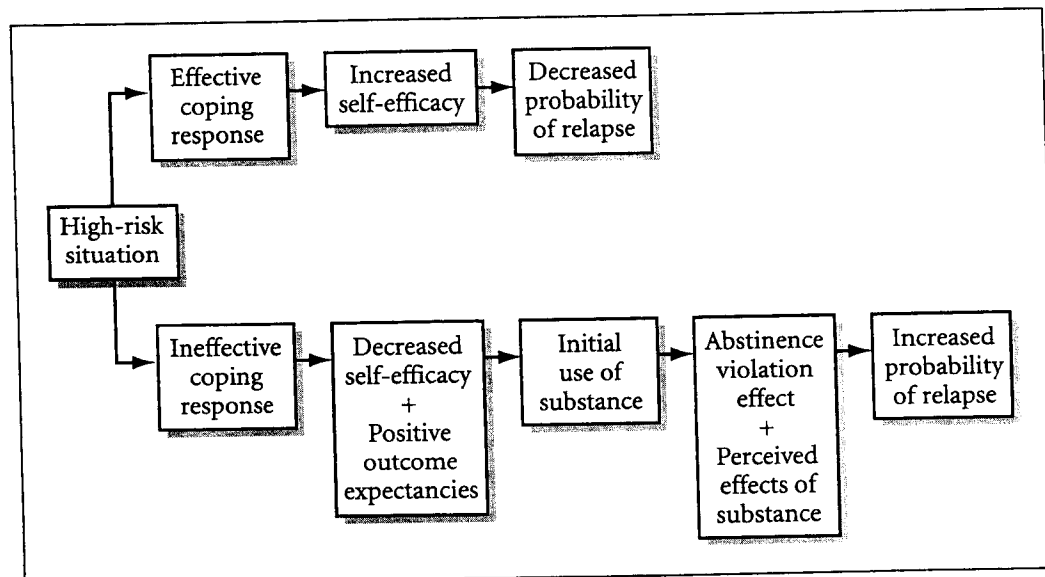 Effective
coping
response
Increased
self-efficacy
Decreased
probability
of relapse
High-risk
situation
Ineffective
coping
response
Decreased
self-efficacy
+
Positive
outcome
expectancies
Initial
use of
substance
Abstinence
violation
effect
+
Perceived
effects of
substance
Increased
probability
of relapse